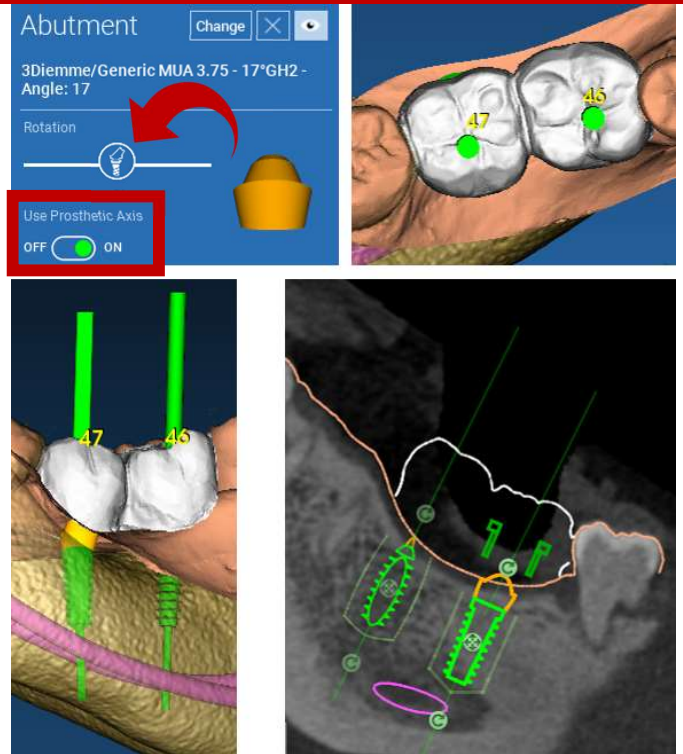 Abutment
Change
3Diemme/Generic MUA 3.75 - 17°GH2 -
Angle: 17
Rotation
Use Prosthetic Axis
OFF ON
47
46
47
46